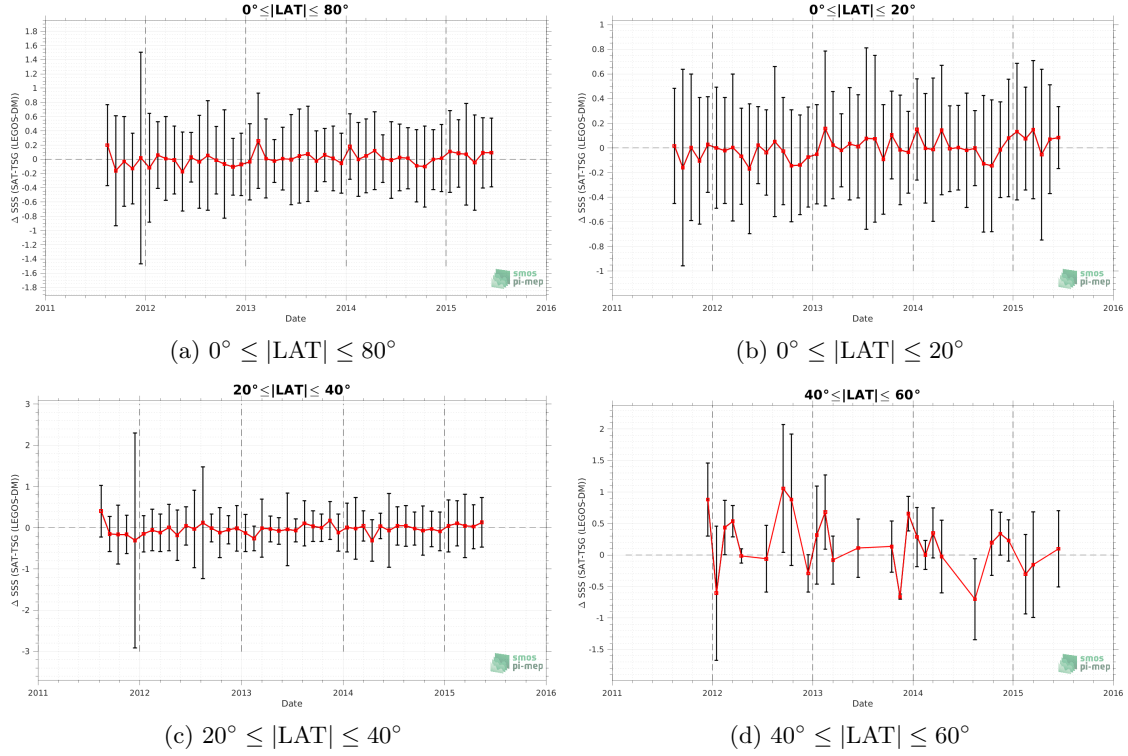 0°≤|LAT|≤ 80°
Δ SSS (SAT-TSG (LEGOS-DM))
1.8
1.6
1.4
1.2
1
0.8
0.6
0.4
0.2
0
-0.2
-0.4
-0.6
-0.8
-1
-1.2
-1.4
-1.6
-1.8
2011
2012
2013
2014
2015
2016
Date
smos
pi-mep
(a) 0° ≤ |LAT| ≤ 80°
0°≤|LAT|≤ 20°
Δ SSS (SAT-TSG (LEGOS-DM))
1
0.8
0.6
0.4
0.2
0
-0.2
-0.4
-0.6
-0.8
-1
2011
2012
2013
2014
2015
2016
Date
smos
pi-mep
(b) 0° ≤ |LAT| ≤ 20°
20°≤|LAT|≤ 40°
Δ SSS (SAT-TSG (LEGOS-DM))
3
2
1
0
-1
-2
-3
2011
2012
2013
2014
2015
2016
Date
smos
pi-mep
(c) 20° ≤ |LAT| ≤ 40°
40°≤|LAT|≤ 60°
Δ SSS (SAT-TSG (LEGOS-DM))
2
1.5
1
0.5
0
-0.5
-1
-1.5
2011
2012
2013
2014
2015
2016
Date
smos
pi-mep
(d) 40° ≤ |LAT| ≤ 60°